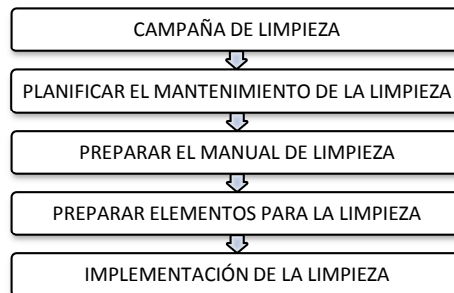 CAMPAÑA DE LIMPIEZA
PLANIFICAR EL MANTENIMIENTO DE LA LIMPIEZA
PREPARAR EL MANUAL DE LIMPIEZA
PREPARAR ELEMENTOS PARA LA LIMPIEZA
IMPLEMENTACIÓN DE LA LIMPIEZA